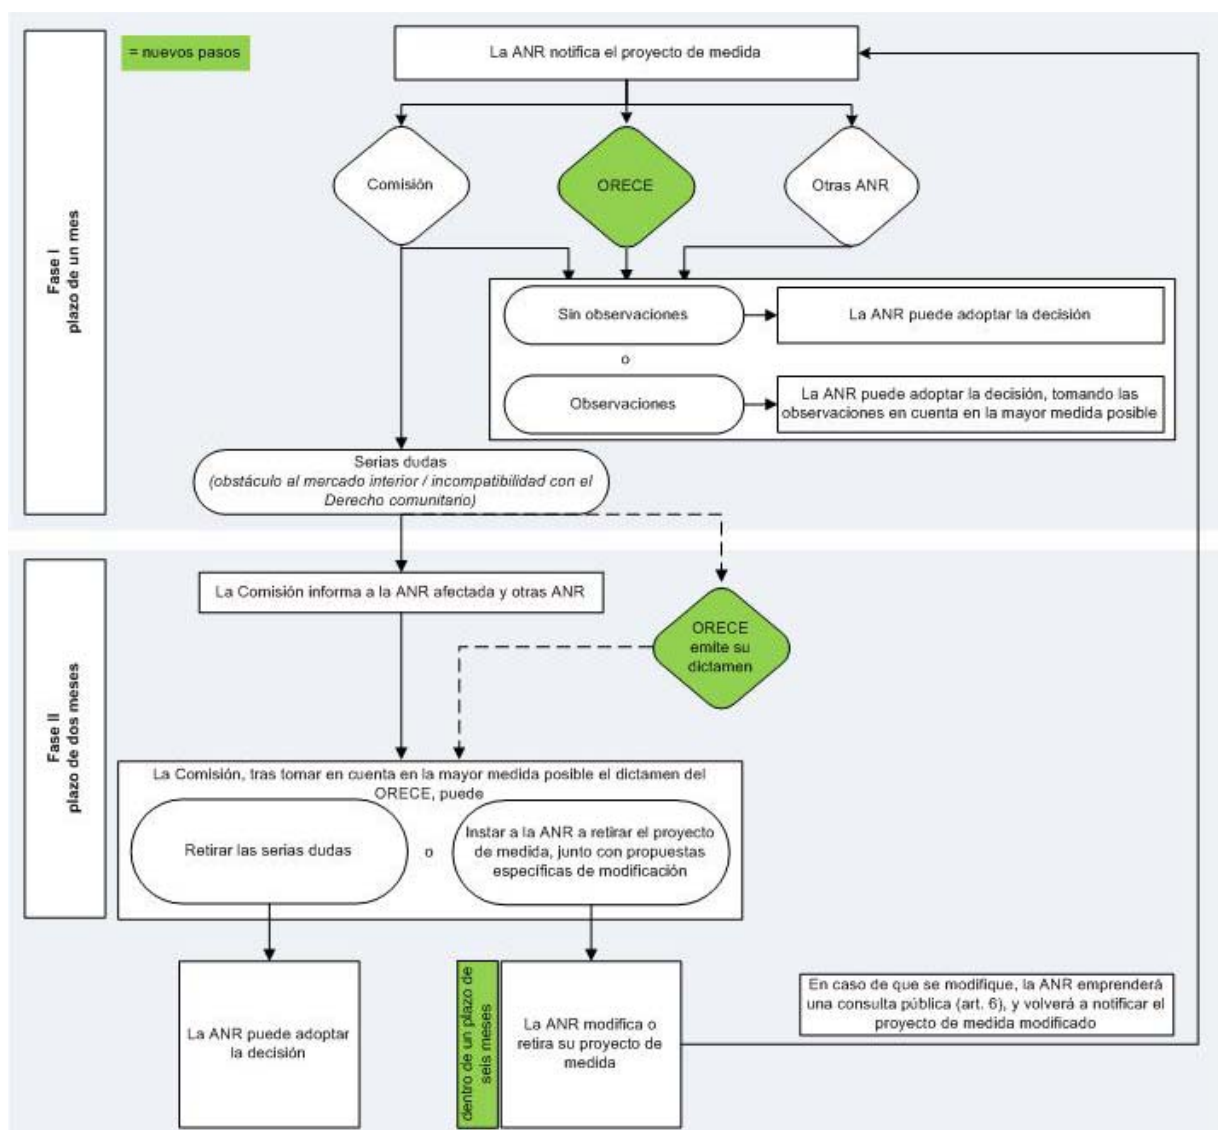 = nuevos pasos
La ANR notifica el proyecto de medida
Fase I
plazo de un mes
Comisión
ORECE
Otras ANR
Sin observaciones
La ANR puede adoptar la decisión
o
Observaciones
La ANR puede adoptar la decisión, tomando las
observaciones en cuenta en la mayor medida posible
Serias dudas
(obstáculo al mercado interior / incompatibilidad con el
Derecho comunitario)
Fase II
plazo de dos meses
La Comisión informa a la ANR afectada y otras ANR
ORECE
emite su
dictamen
La Comisión, tras tomar en cuenta en la mayor medida posible el dictamen del
ORECE, puede
Retirar las serias dudas
o
Instar a la ANR a retirar el proyecto
de medida, junto con propuestas
específicas de modificación
La ANR puede adoptar
la decisión
dentro de un plazo de
seis meses
La ANR modifica o
retira su proyecto de
medida
En caso de que se modifique, la ANR emprenderá
una consulta pública (art. 6), y volverá a notificar el
proyecto de medida modificado